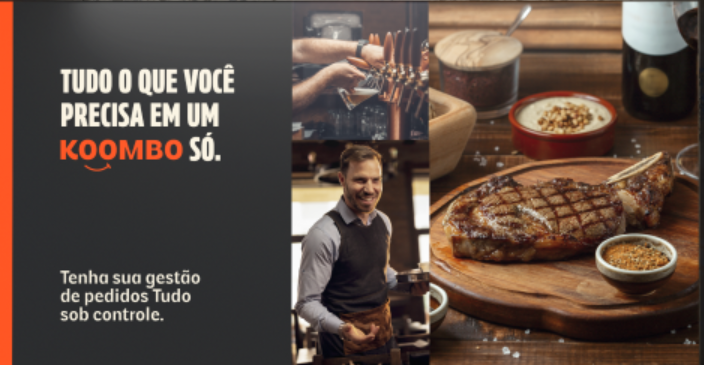 TUDO O QUE VOCÊ
PRECISA EM UM
KOOMBO SÓ.
Tenha sua gestão
de pedidos Tudo
sob controle.